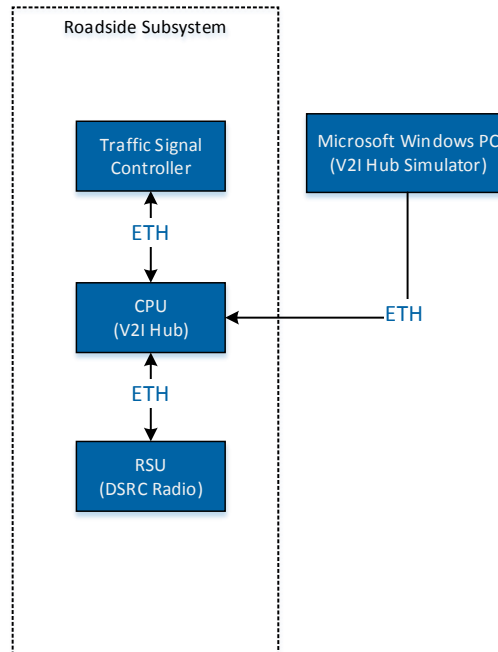 Roadside Subsystem
Traffic Signal
Controller
Microsoft Windows PC
(V2I Hub Simulator)
ETH
CPU
(V2I Hub)
ETH
ETH
RSU
(DSRC Radio)